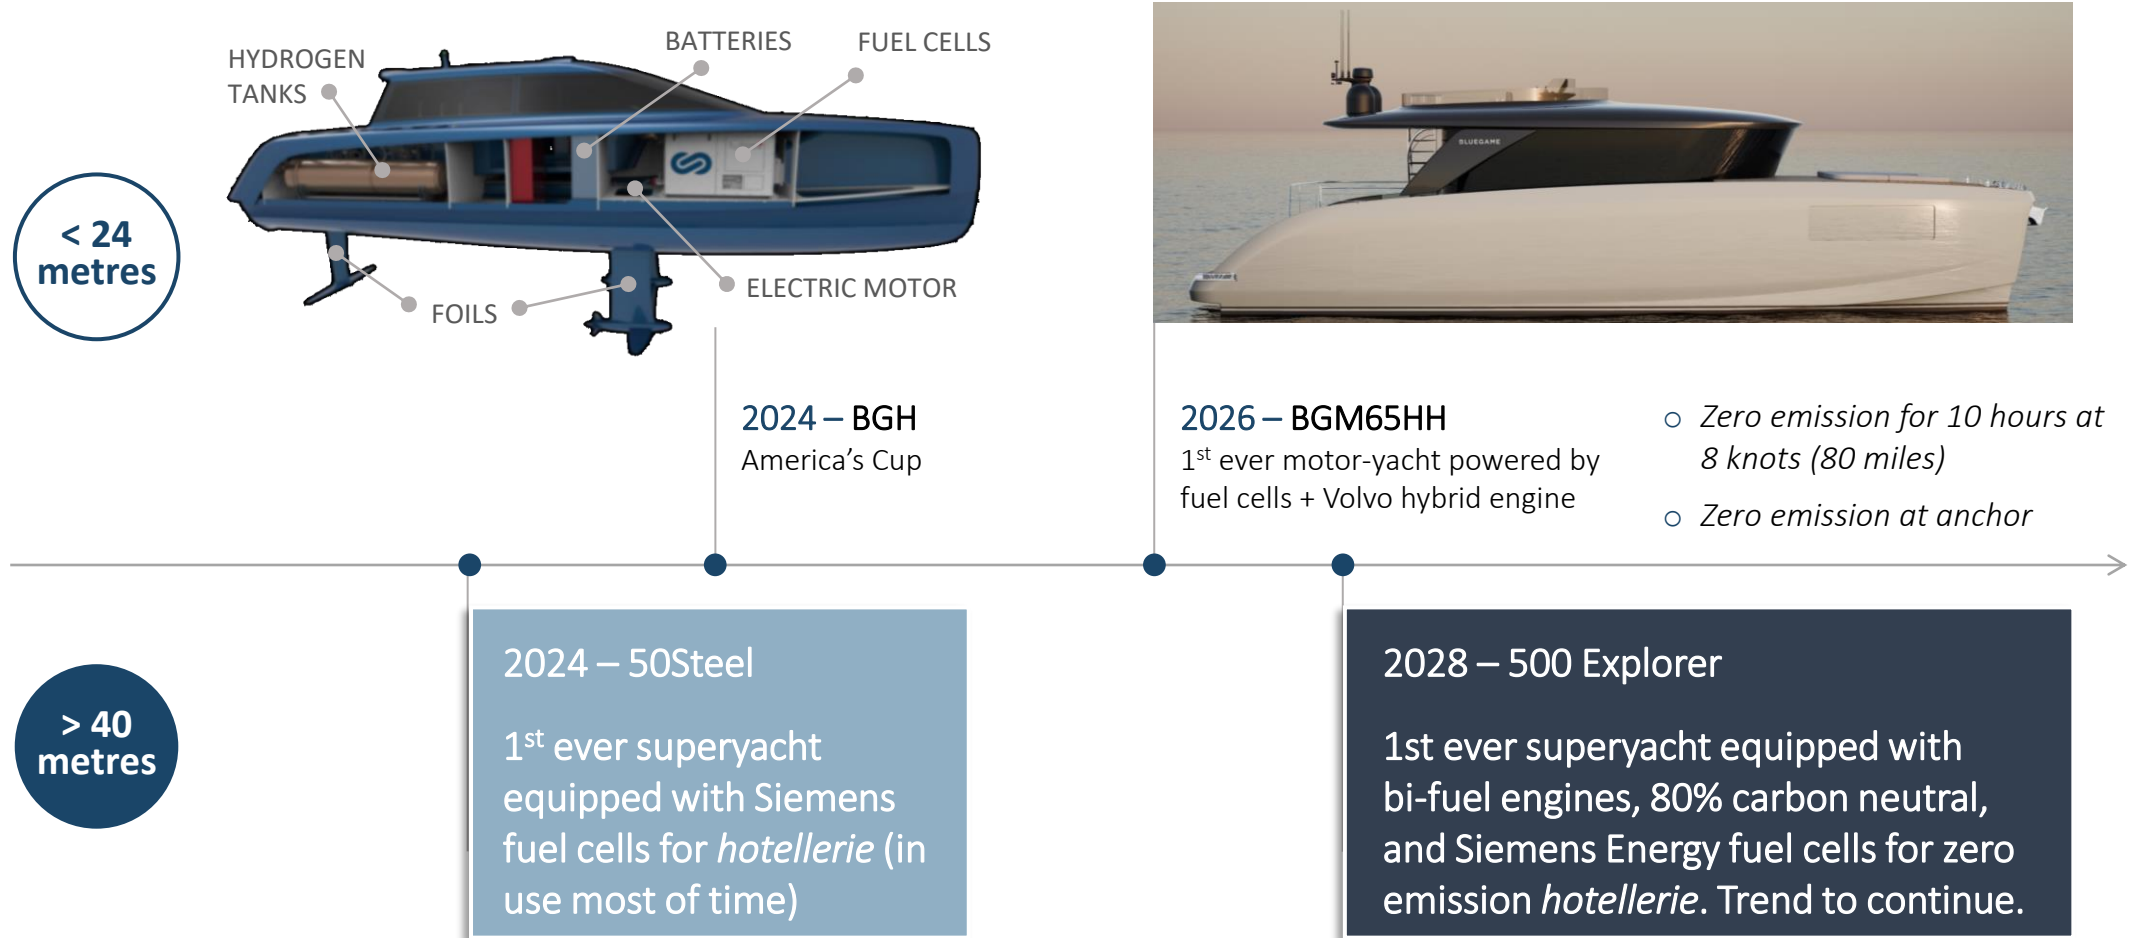 HYDROGEN
TANKS
BATTERIES
FUEL CELLS
FOILS
ELECTRIC MOTOR
BLUEGAME
< 24
metres
2024 – BGH
America’s Cup
2026 – BGM65HH
1st ever motor-yacht powered by
fuel cells + Volvo hybrid engine
o Zero emission for 10 hours at
8 knots (80 miles)
o Zero emission at anchor
> 40
metres
2024 – 50Steel
1st ever superyacht
equipped with Siemens
fuel cells for hotellerie (in
use most of time)
2028 – 500 Explorer
1st ever superyacht equipped with
bi-fuel engines, 80% carbon neutral,
and Siemens Energy fuel cells for zero
emission hotellerie. Trend to continue.